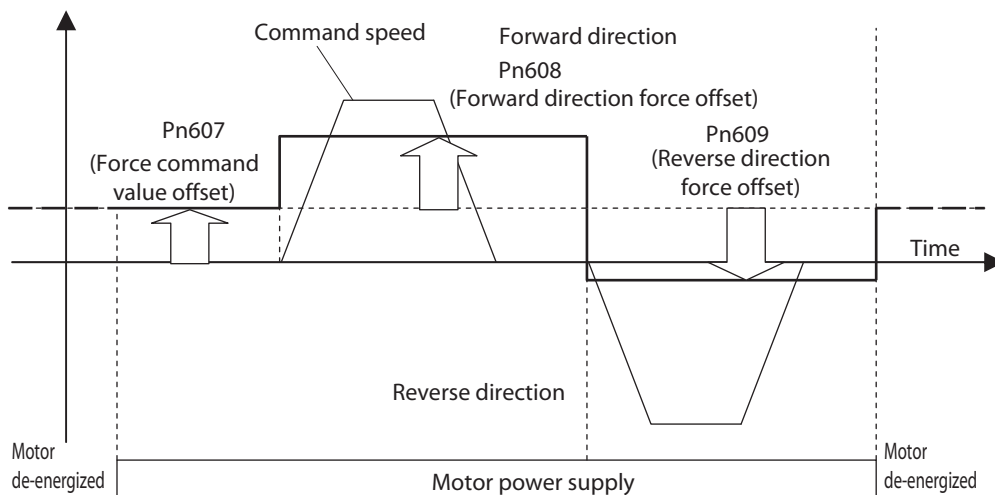 Command speed
Forward direction
Pn608
(Forward direction force offset)
Pn607
(Force command
value offset)
Pn609
(Reverse direction
force offset)
Time
Reverse direction
Motor
de-energized
Motor power supply
Motor
de-energized